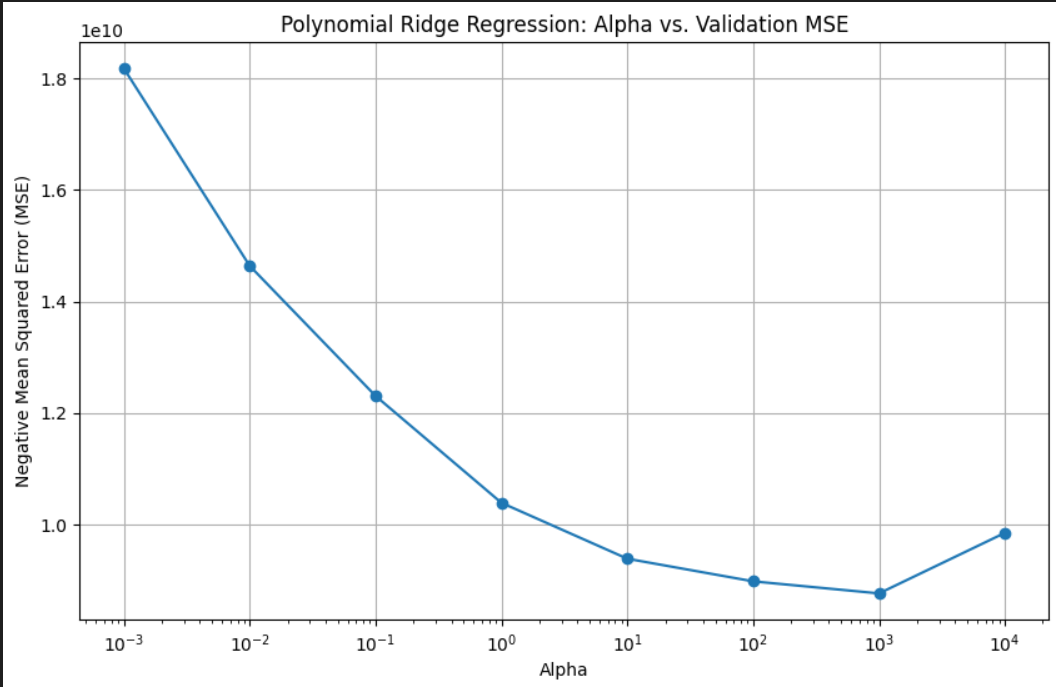 Polynomial Ridge Regression: Alpha vs. Validation MSE
1e10
1.8
1.6
1.4
1.2
1.0
Negative Mean Squared Error (MSE)
10⁻³ 10⁻² 10⁻¹ 10⁰ 10¹ 10² 10³ 10⁴
Alpha